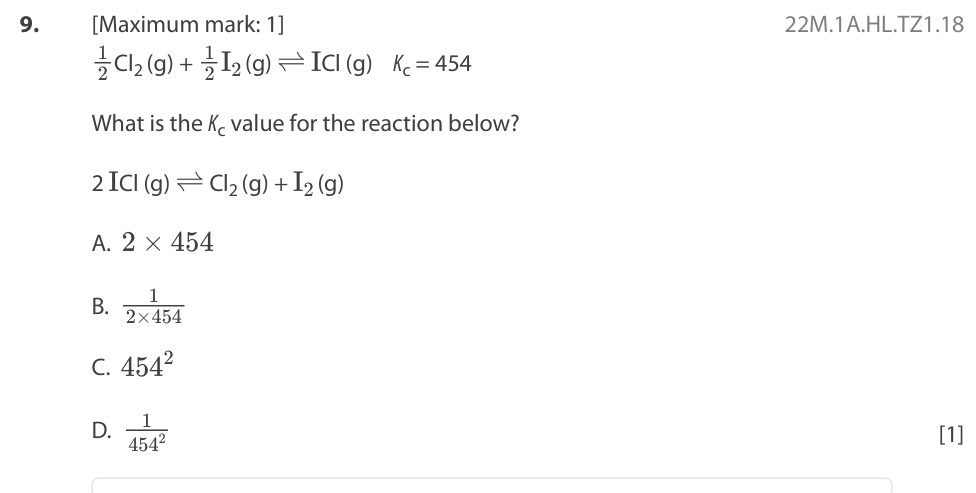 9. [Maximum mark: 1] 22M.1A.HL.TZ1.18
½Cl₂ (g) + ½I₂ (g) ⇌ ICl (g) K꜀ = 454
What is the K꜀ value for the reaction below?
2 ICl (g) ⇌ Cl₂ (g) + I₂ (g)
A. 2 × 454
B. 1/(2×454)
C. 454²
D. 1/454² [1]